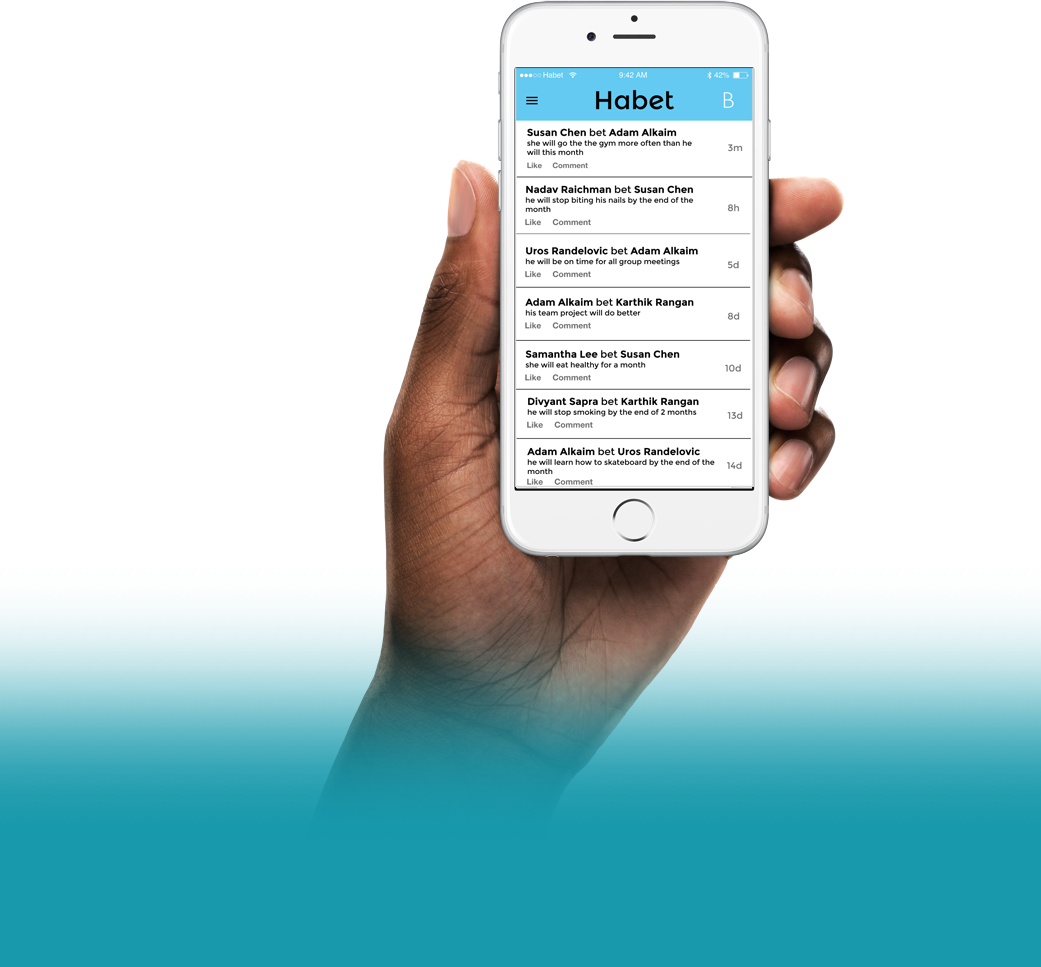 Habet 9:42 AM 42%
Habet B
Susan Chen bet Adam Alkaim
she will go the the gym more often than he
will this month
3m
Like Comment
Nadav Raichman bet Susan Chen
he will stop biting his nails by the end of the
month
8h
Like Comment
Uros Randelovic bet Adam Alkaim
he will be on time for all group meetings
5d
Like Comment
Adam Alkaim bet Karthik Rangan
his team project will do better
8d
Like Comment
Samantha Lee bet Susan Chen
she will eat healthy for a month
10d
Like Comment
Divyant Sapra bet Karthik Rangan
he will stop smoking by the end of 2 months
13d
Like Comment
Adam Alkaim bet Uros Randelovic
he will learn how to skateboard by the end of the
month
14d
Like Comment